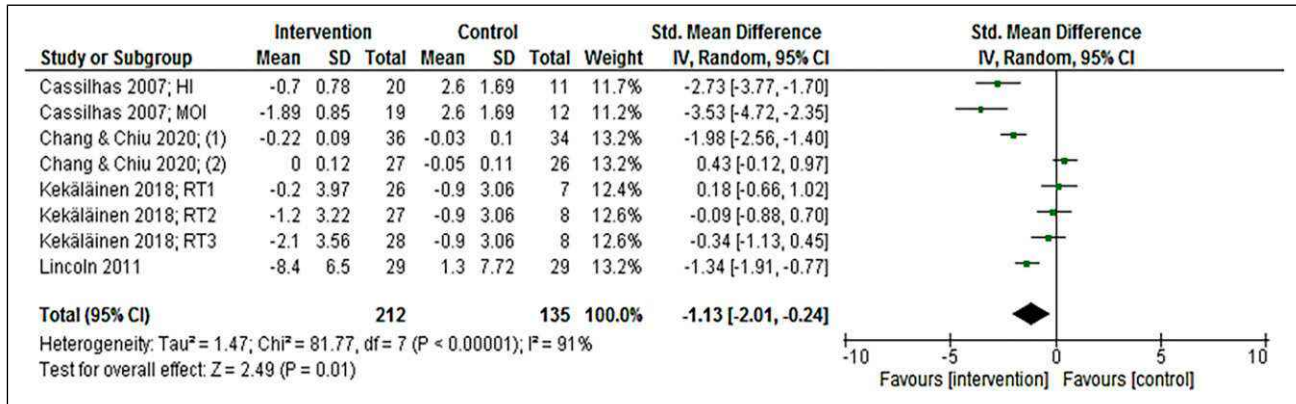 Intervention Control Std. Mean Difference Std. Mean Difference
Study or Subgroup Mean SD Total Mean SD Total Weight IV, Random, 95% CI IV, Random, 95% CI
Cassilhas 2007; HI -0.7 0.78 20 2.6 1.69 11 11.7% -2.73 [-3.77, -1.70]
Cassilhas 2007; MOI -1.89 0.85 19 2.6 1.69 12 11.2% -3.53 [-4.72, -2.35]
Chang & Chiu 2020; (1) -0.22 0.09 36 -0.03 0.1 34 13.2% -1.98 [-2.56, -1.40]
Chang & Chiu 2020; (2) 0 0.12 27 -0.05 0.11 26 13.2% 0.43 [-0.12, 0.97]
Kekäläinen 2018; RT1 -0.2 3.97 26 -0.9 3.06 7 12.4% 0.18 [-0.66, 1.02]
Kekäläinen 2018; RT2 -1.2 3.22 27 -0.9 3.06 8 12.6% -0.09 [-0.88, 0.70]
Kekäläinen 2018; RT3 -2.1 3.56 28 -0.9 3.06 8 12.6% -0.34 [-1.13, 0.45]
Lincoln 2011 -8.4 6.5 29 1.3 7.72 29 13.2% -1.34 [-1.91, -0.77]
Total (95% CI) 212 135 100.0% -1.13 [-2.01, -0.24]
Heterogeneity: Tau² = 1.47; Chi² = 81.77, df = 7 (P < 0.00001); I² = 91%
Test for overall effect: Z = 2.49 (P = 0.01)
-10 -5 0 5 10
Favours [intervention] Favours [control]